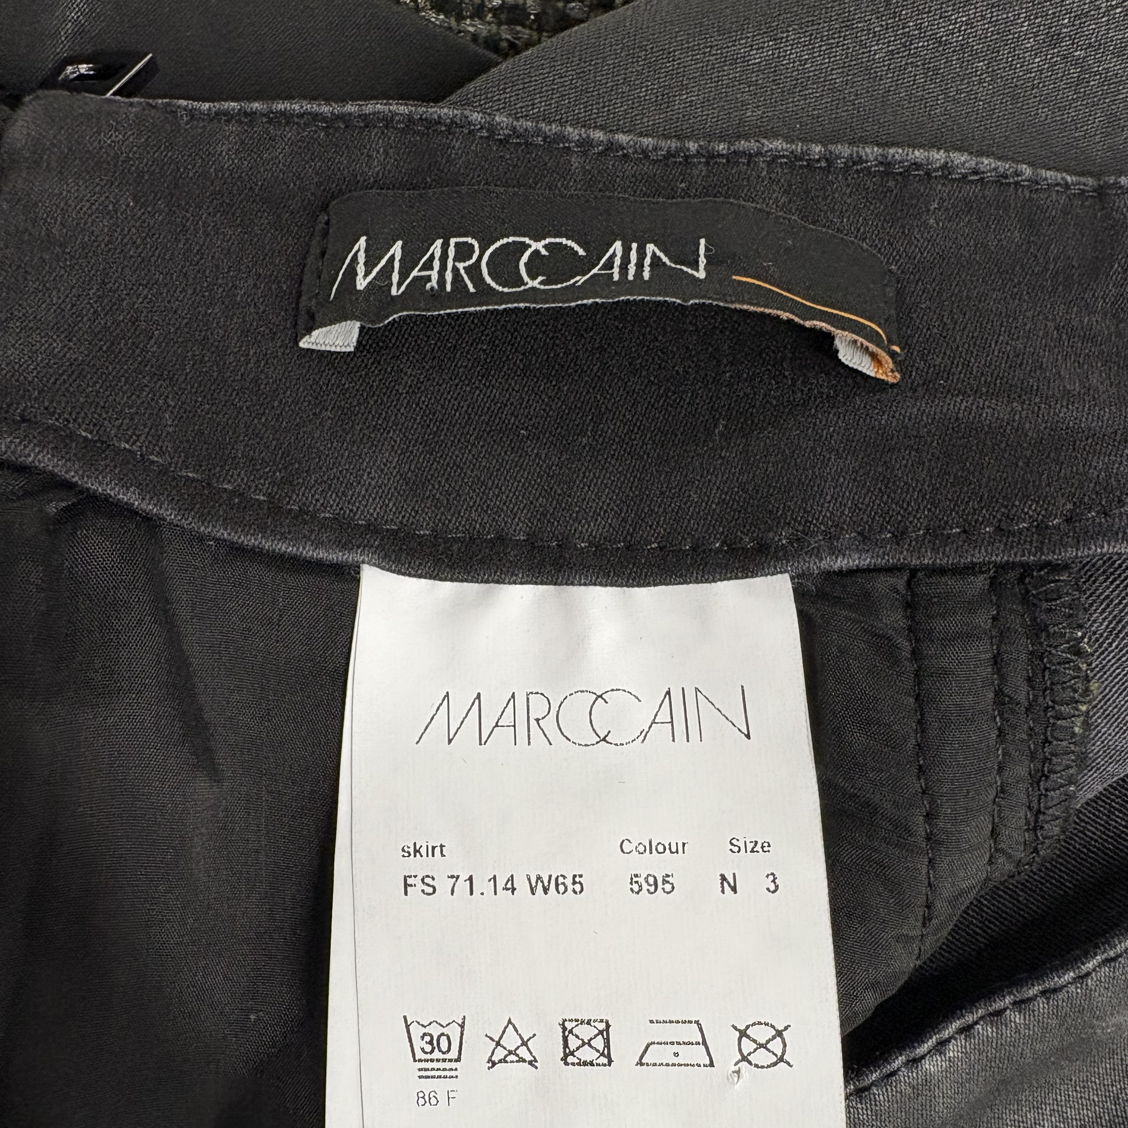 MARCCAIN
MARCCAIN
skirt Colour Size
FS 71.14 W65 595 N 3
30
86 F